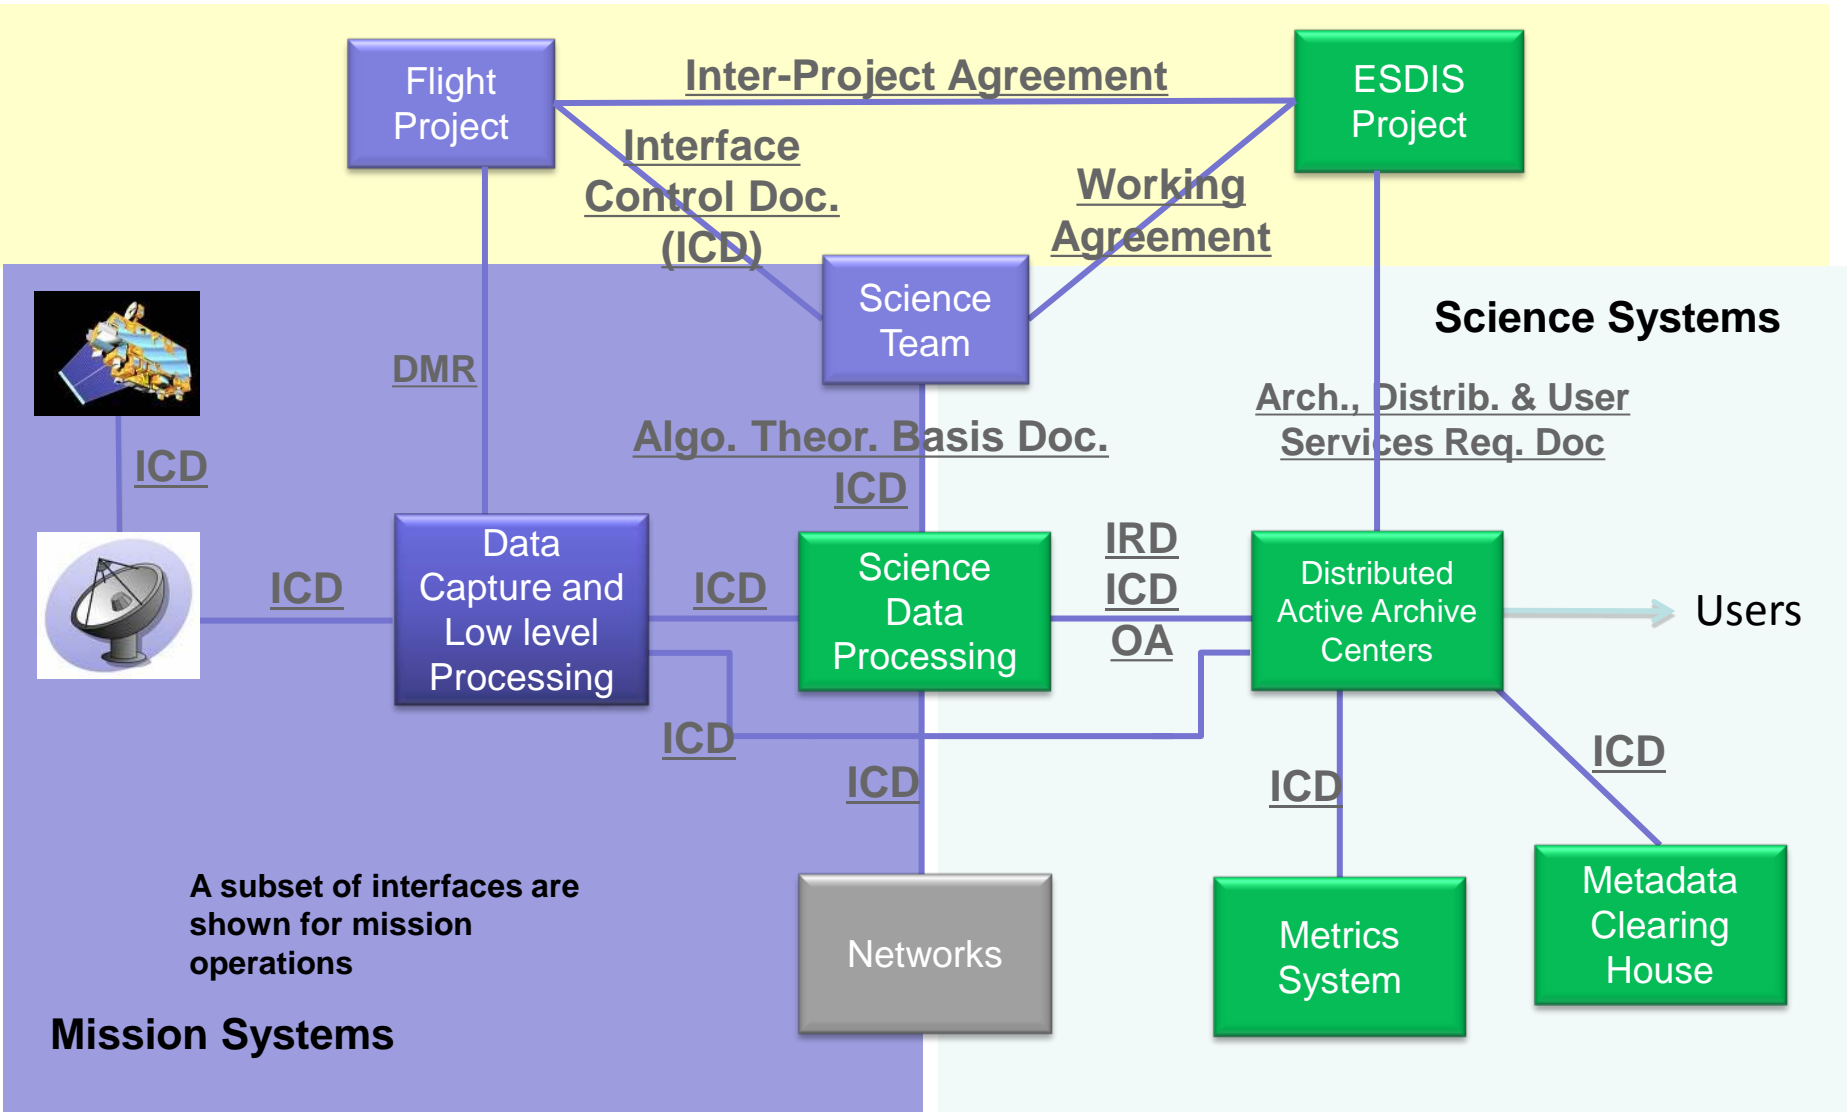 Flight
Project
Inter-Project Agreement
ESDIS
Project
Interface
Control Doc.
(ICD)
Working
Agreement
Science
Team
Science Systems
DMR
Arch., Distrib. & User
Services Req. Doc
Algo. Theor. Basis Doc.
ICD
ICD
Data
Capture and
Low level
Processing
ICD
ICD
Science
Data
Processing
IRD
ICD
OA
Distributed
Active Archive
Centers
Users
ICD
ICD
ICD
ICD
A subset of interfaces are
shown for mission
operations
Networks
Metrics
System
Metadata
Clearing
House
Mission Systems